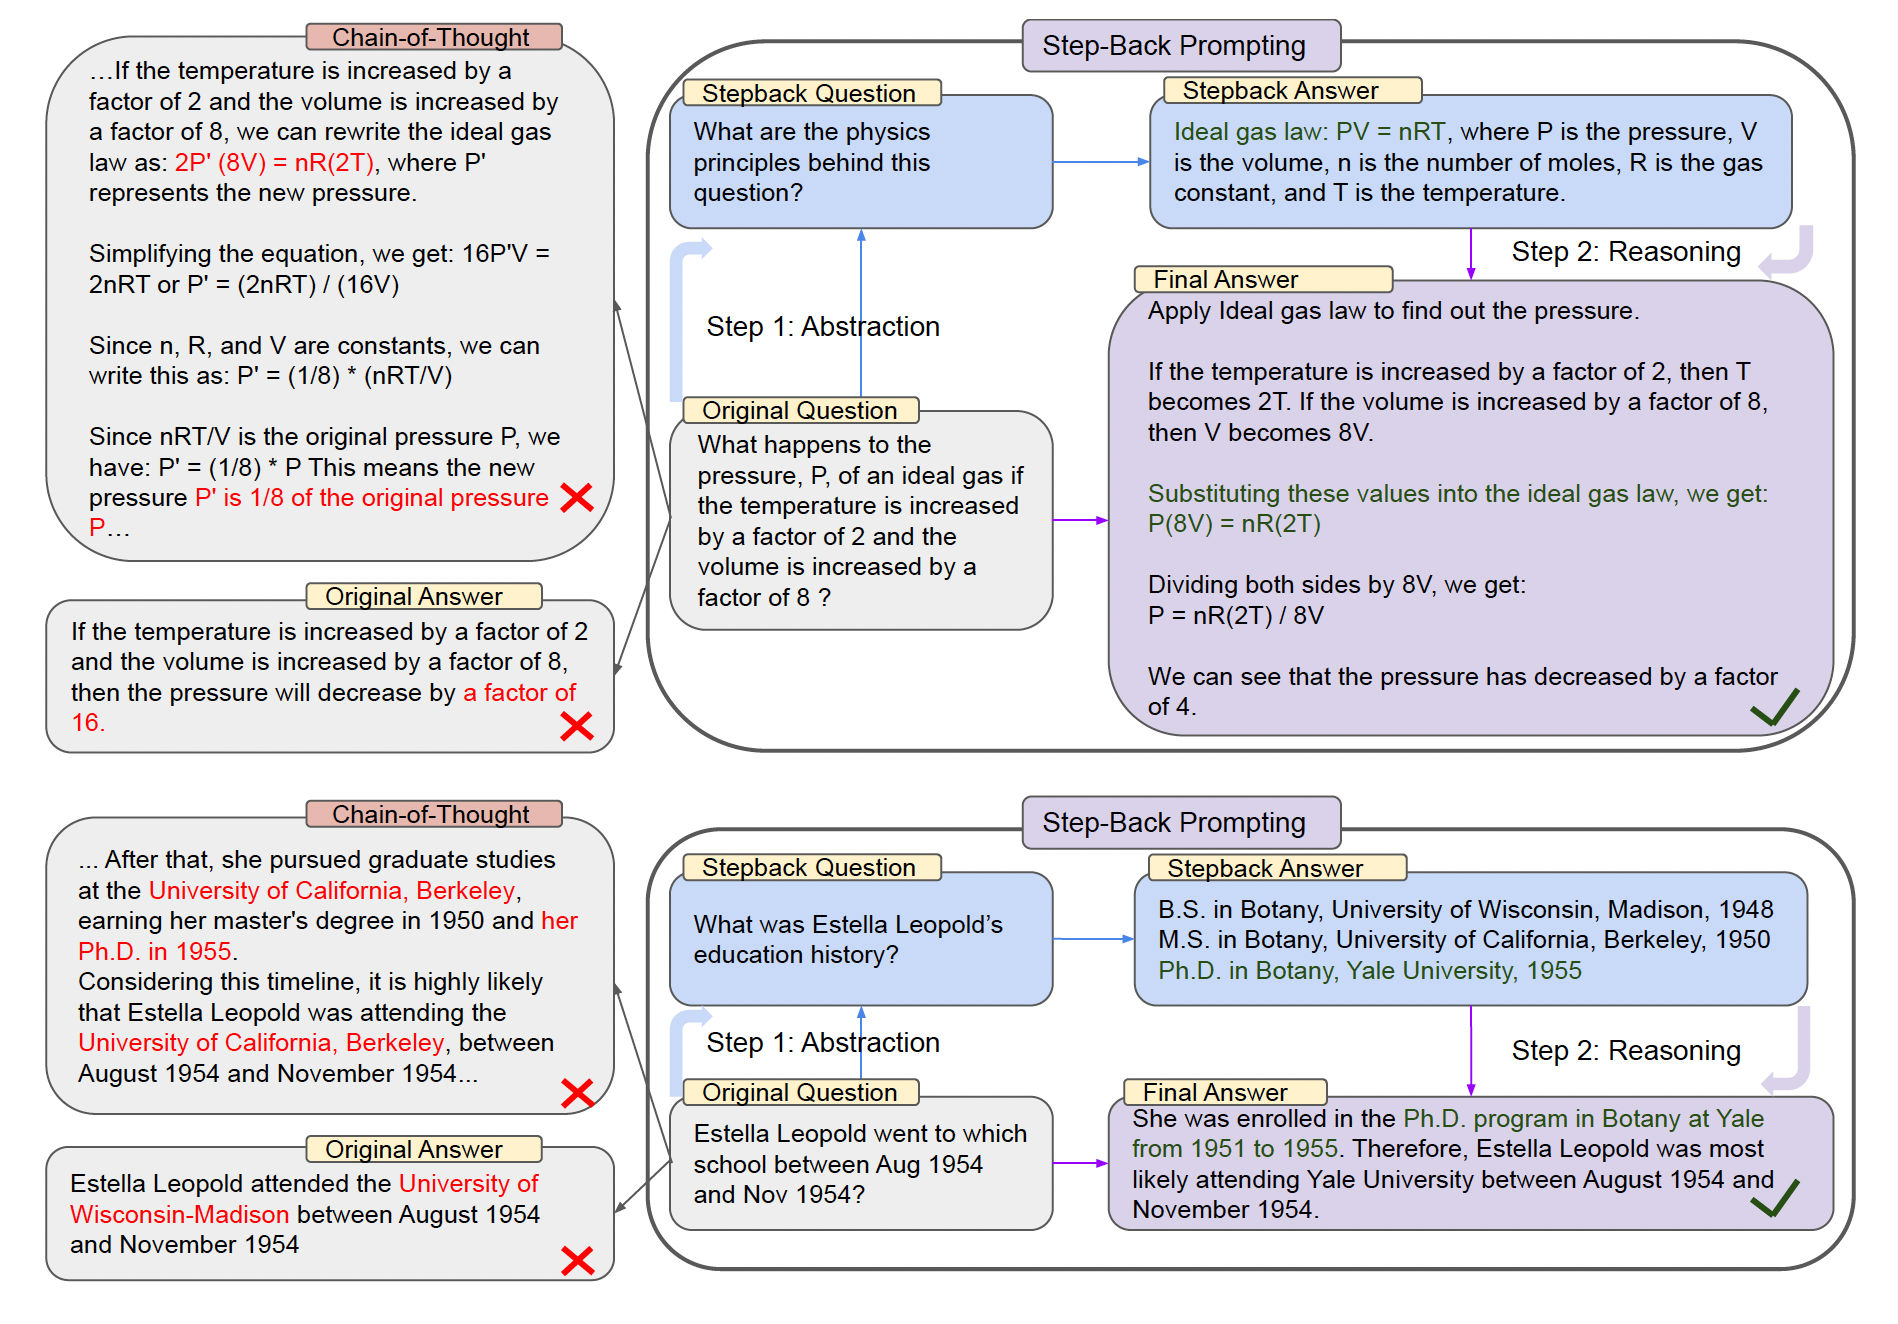 Chain-of-Thought
…If the temperature is increased by a
factor of 2 and the volume is increased by
a factor of 8, we can rewrite the ideal gas
law as: 2P' (8V) = nR(2T), where P'
represents the new pressure.
Simplifying the equation, we get: 16P'V =
2nRT or P' = (2nRT) / (16V)
Since n, R, and V are constants, we can
write this as: P' = (1/8) * (nRT/V)
Since nRT/V is the original pressure P, we
have: P' = (1/8) * P This means the new
pressure P' is 1/8 of the original pressure
P…
Original Answer
If the temperature is increased by a factor of 2
and the volume is increased by a factor of 8,
then the pressure will decrease by a factor of
16.
Step-Back Prompting
Stepback Question
What are the physics
principles behind this
question?
Stepback Answer
Ideal gas law: PV = nRT, where P is the pressure, V
is the volume, n is the number of moles, R is the gas
constant, and T is the temperature.
Step 1: Abstraction
Step 2: Reasoning
Original Question
What happens to the
pressure, P, of an ideal gas if
the temperature is increased
by a factor of 2 and the
volume is increased by a
factor of 8 ?
Final Answer
Apply Ideal gas law to find out the pressure.
If the temperature is increased by a factor of 2, then T
becomes 2T. If the volume is increased by a factor of 8,
then V becomes 8V.
Substituting these values into the ideal gas law, we get:
P(8V) = nR(2T)
Dividing both sides by 8V, we get:
P = nR(2T) / 8V
We can see that the pressure has decreased by a factor
of 4.
Chain-of-Thought
... After that, she pursued graduate studies
at the University of California, Berkeley,
earning her master's degree in 1950 and her
Ph.D. in 1955.
Considering this timeline, it is highly likely
that Estella Leopold was attending the
University of California, Berkeley, between
August 1954 and November 1954...
Original Answer
Estella Leopold attended the University of
Wisconsin-Madison between August 1954
and November 1954
Step-Back Prompting
Stepback Question
What was Estella Leopold’s
education history?
Stepback Answer
B.S. in Botany, University of Wisconsin, Madison, 1948
M.S. in Botany, University of California, Berkeley, 1950
Ph.D. in Botany, Yale University, 1955
Step 1: Abstraction
Step 2: Reasoning
Original Question
Estella Leopold went to which
school between Aug 1954
and Nov 1954?
Final Answer
She was enrolled in the Ph.D. program in Botany at Yale
from 1951 to 1955. Therefore, Estella Leopold was most
likely attending Yale University between August 1954 and
November 1954.